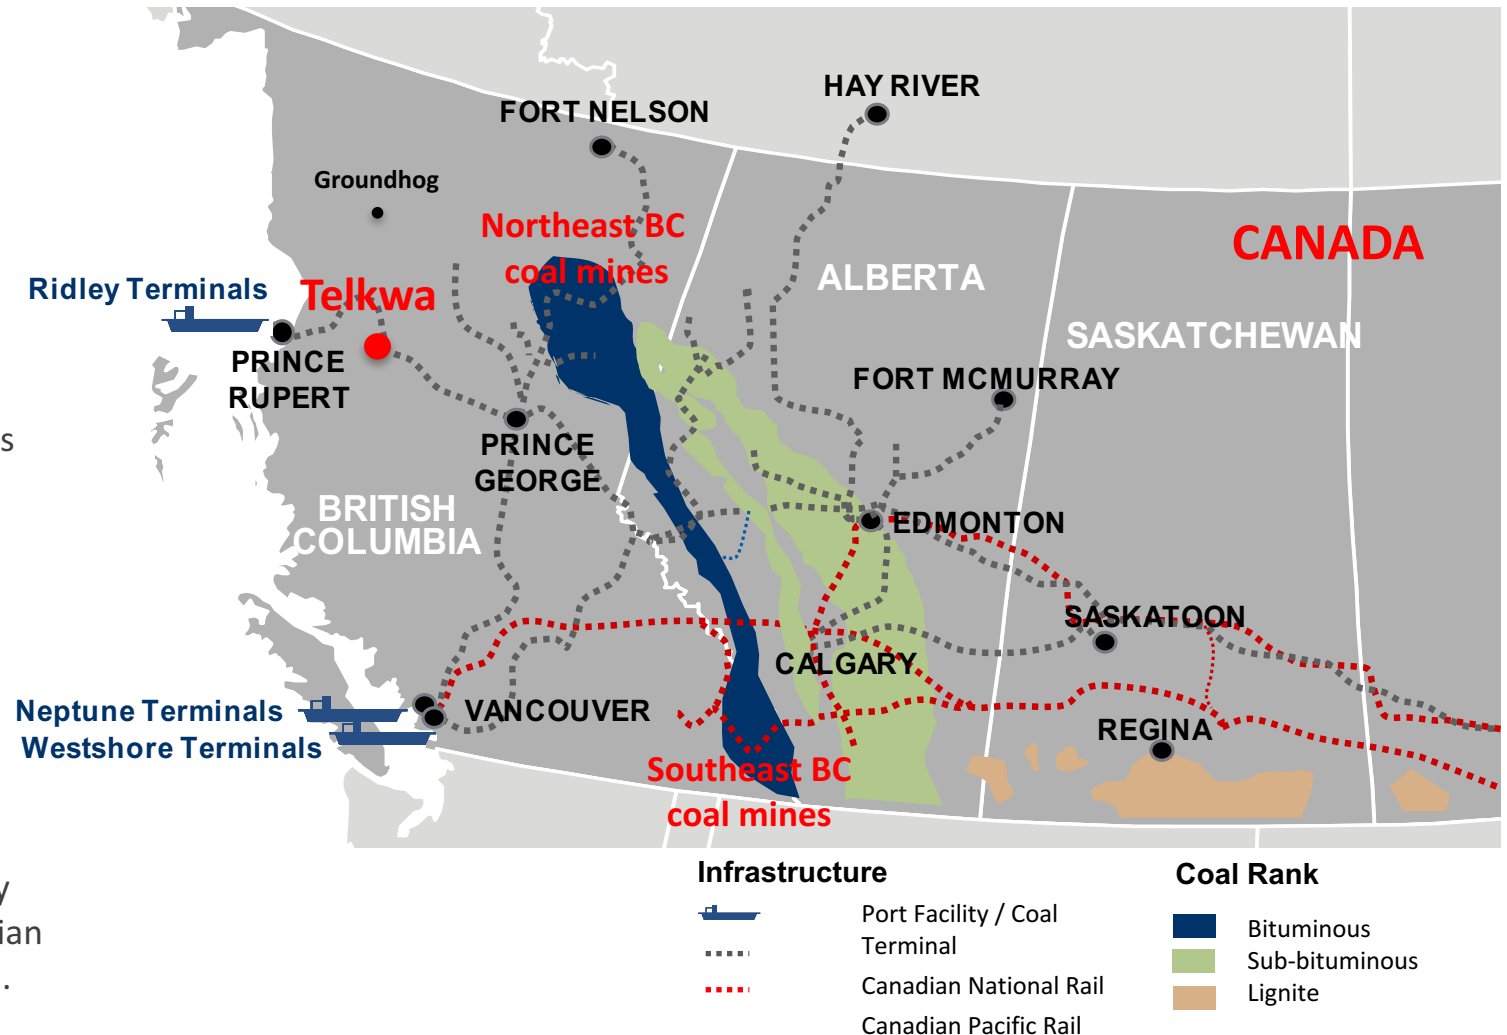 HAY RIVER
FORT NELSON
Groundhog
Northeast BC
coal mines
CANADA
ALBERTA
Ridley Terminals
Telkwa
SASKATCHEWAN
PRINCE
RUPERT
FORT MCMURRAY
s
PRINCE
GEORGE
BRITISH
COLUMBIA
EDMONTON
SASKATOON
CALGARY
Neptune Terminals
VANCOUVER
Westshore Terminals
REGINA
Southeast BC
coal mines
y
ian
.
Infrastructure
Port Facility / Coal
Terminal
Canadian National Rail
Canadian Pacific Rail
Coal Rank
Bituminous
Sub-bituminous
Lignite